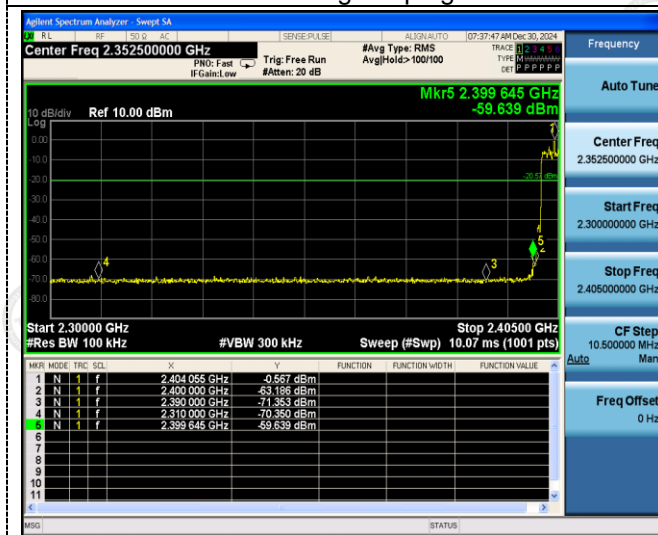 Agilent Spectrum Analyzer - Swept SA
RL RF 50 Ω AC SENSE:PULSE ALIGNAUTO 07:37:47 AM Dec 30, 2024
Center Freq 2.352500000 GHz
PNO: Fast
IFGain:Low
Trig: Free Run
#Atten: 20 dB
#Avg Type: RMS
Avg|Hold:>100/100
TRACE 1 2 3 4 5 6
TYPE M
DET P P P P P P
Mkr5 2.399 645 GHz
-59.639 dBm
10 dB/div Ref 10.00 dBm
Log
0.00
-10.0
-20.0
-20.57 dBm
-30.0
-40.0
-50.0
-60.0
-70.0
-80.0
4
3
5
2
Start 2.30000 GHz Stop 2.40500 GHz
#Res BW 100 kHz #VBW 300 kHz Sweep (#Swp) 10.07 ms (1001 pts)
MKR MODE TRC SCL X Y FUNCTION FUNCTION WIDTH FUNCTION VALUE
1 N 1 f 2.404 055 GHz -0.567 dBm
2 N 1 f 2.400 000 GHz -63.186 dBm
3 N 1 f 2.390 000 GHz -71.353 dBm
4 N 1 f 2.310 000 GHz -70.350 dBm
5 N 1 f 2.399 645 GHz -59.639 dBm
6
7
8
9
10
11
MSG STATUS
Frequency
Auto Tune
Center Freq
2.352500000 GHz
Start Freq
2.300000000 GHz
Stop Freq
2.405000000 GHz
CF Step
10.500000 MHz
Auto Man
Freq Offset
0 Hz